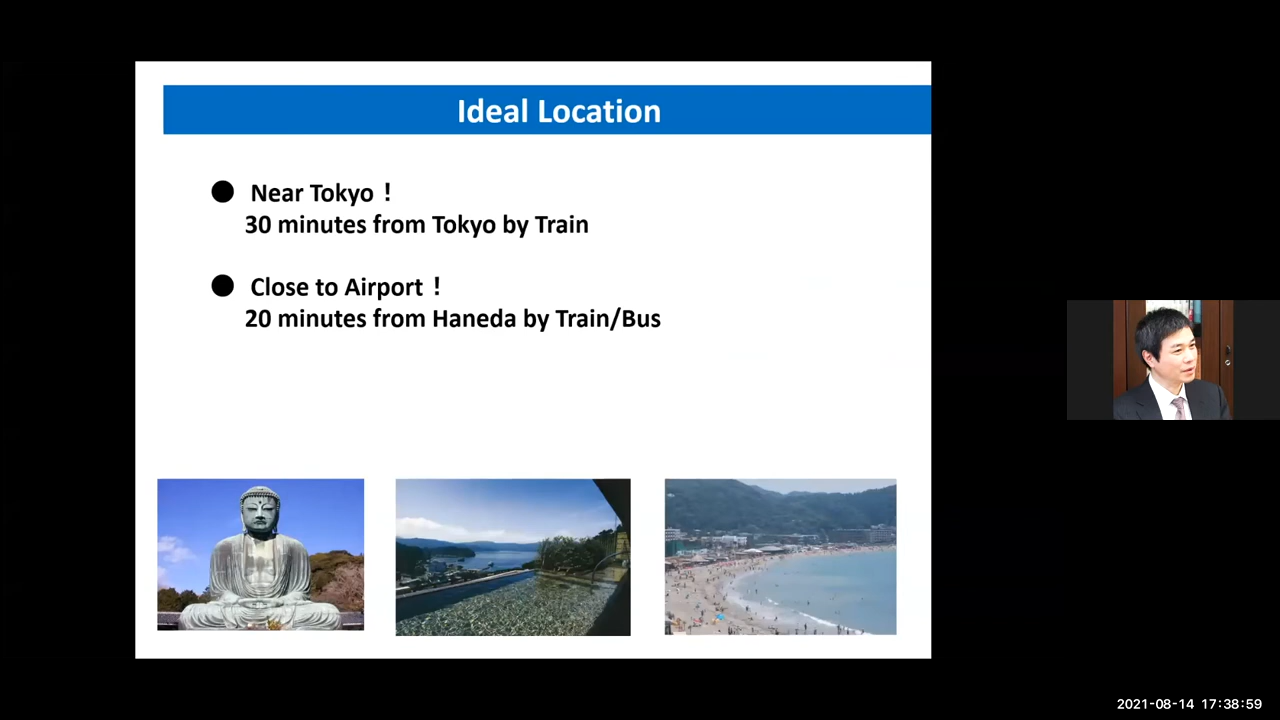 Ideal Location
● Near Tokyo！
30 minutes from Tokyo by Train
● Close to Airport！
20 minutes from Haneda by Train/Bus
2021-08-14 17:38:59